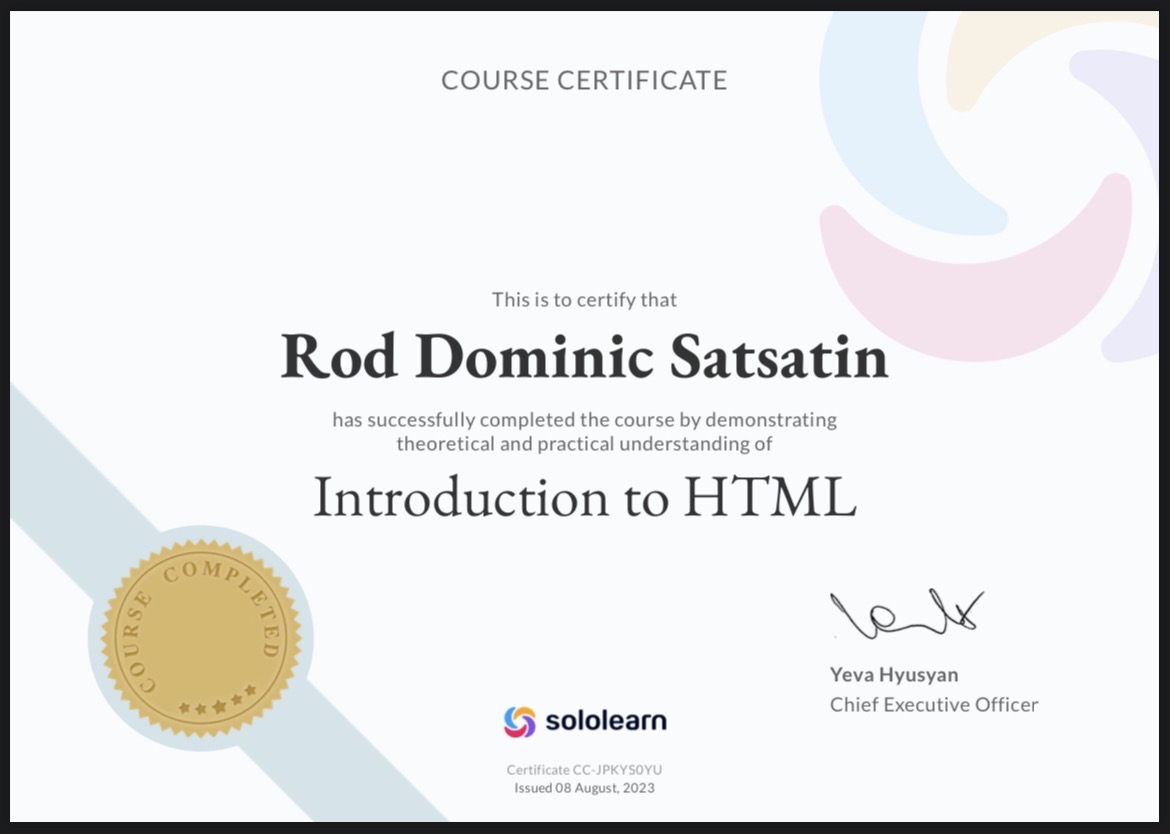 COURSE CERTIFICATE
This is to certify that
Rod Dominic Satsatin
has successfully completed the course by demonstrating
theoretical and practical understanding of
Introduction to HTML
COURSE COMPLETED
Yeva Hyusyan
Chief Executive Officer
sololearn
Certificate CC-JPKYS0YU
Issued 08 August, 2023